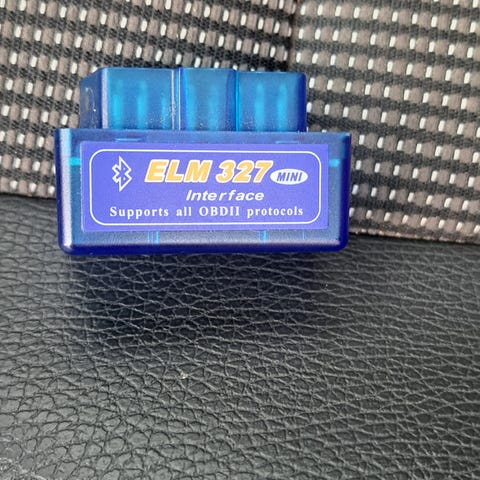 ELM 327 MINI
Interface
Supports all OBDII protocols